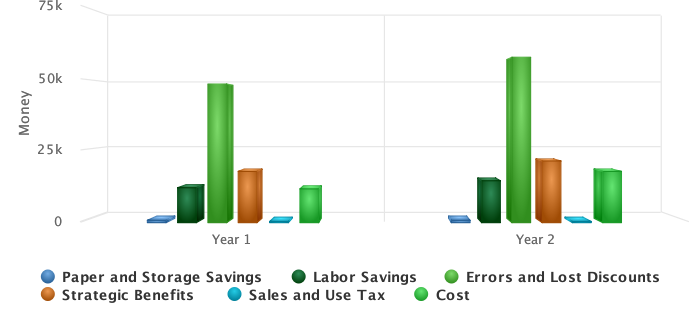 75k
50k
25k
0
Money
Year 1 Year 2
Paper and Storage Savings Labor Savings Errors and Lost Discounts
Strategic Benefits Sales and Use Tax Cost